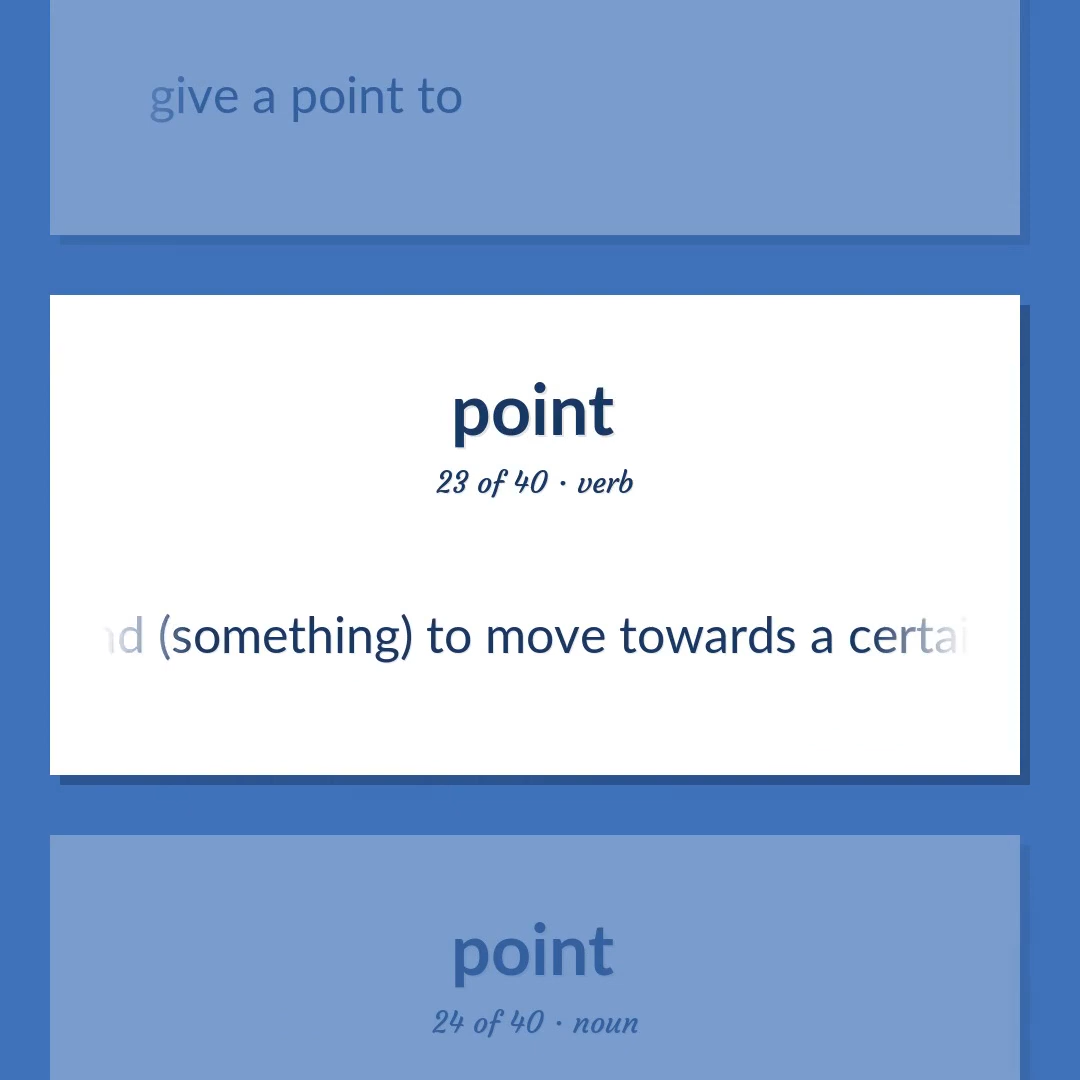 give a point to
point
23 of 40 · verb
(something) to move towards a
point
24 of 40 · noun